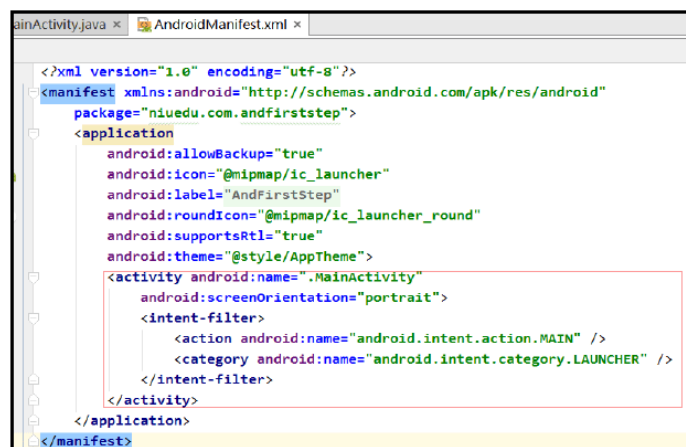 ainActivity.java × AndroidManifest.xml ×
<?xml version="1.0" encoding="utf-8"?>
<manifest xmlns:android="http://schemas.android.com/apk/res/android"
    package="niuedu.com.andfirststep">
    <application
        android:allowBackup="true"
        android:icon="@mipmap/ic_launcher"
        android:label="AndFirstStep"
        android:roundIcon="@mipmap/ic_launcher_round"
        android:supportsRtl="true"
        android:theme="@style/AppTheme">
        <activity android:name=".MainActivity"
            android:screenOrientation="portrait">
            <intent-filter>
                <action android:name="android.intent.action.MAIN" />
                <category android:name="android.intent.category.LAUNCHER" />
            </intent-filter>
        </activity>
    </application>
</manifest>